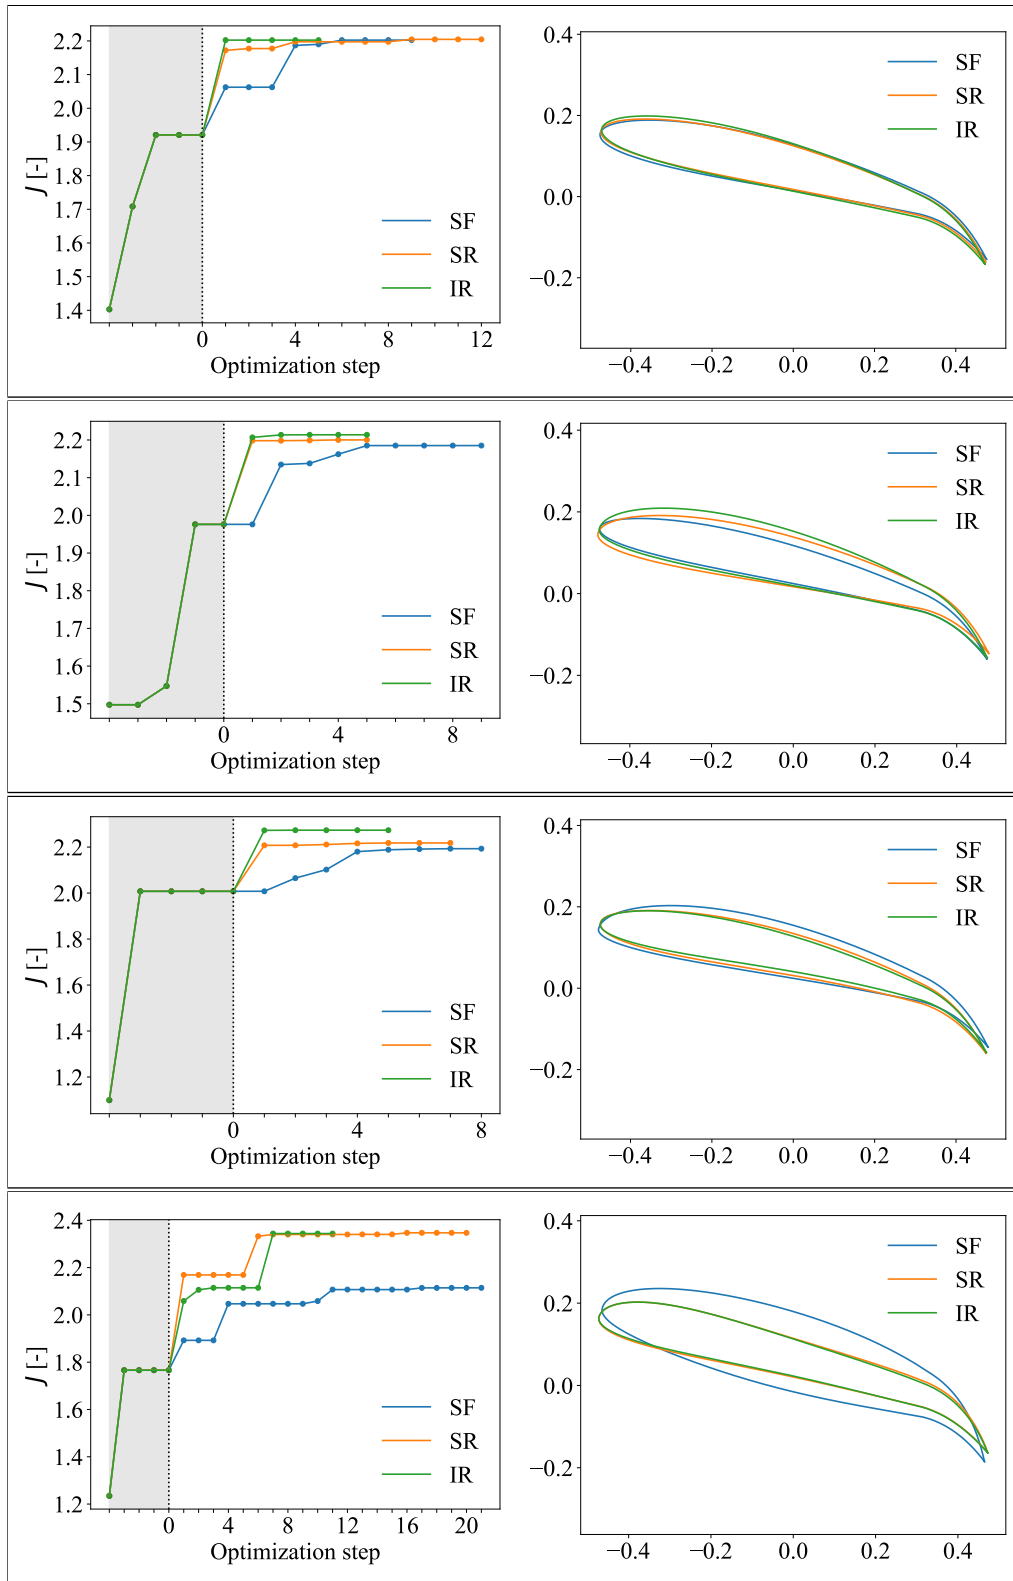 2.2
2.1
2.0
1.9
1.8
1.7
1.6
1.5
1.4
J [-]
SF
SR
IR
0 4 8 12
Optimization step
0.4
0.2
0.0
−0.2
SF
SR
IR
−0.4 −0.2 0.0 0.2 0.4
2.2
2.1
2.0
1.9
1.8
1.7
1.6
1.5
J [-]
SF
SR
IR
0 4 8
Optimization step
0.4
0.2
0.0
−0.2
SF
SR
IR
−0.4 −0.2 0.0 0.2 0.4
2.2
2.0
1.8
1.6
1.4
1.2
J [-]
SF
SR
IR
0 4 8
Optimization step
0.4
0.2
0.0
−0.2
SF
SR
IR
−0.4 −0.2 0.0 0.2 0.4
2.4
2.2
2.0
1.8
1.6
1.4
1.2
J [-]
SF
SR
IR
0 4 8 12 16 20
Optimization step
0.4
0.2
0.0
−0.2
SF
SR
IR
−0.4 −0.2 0.0 0.2 0.4